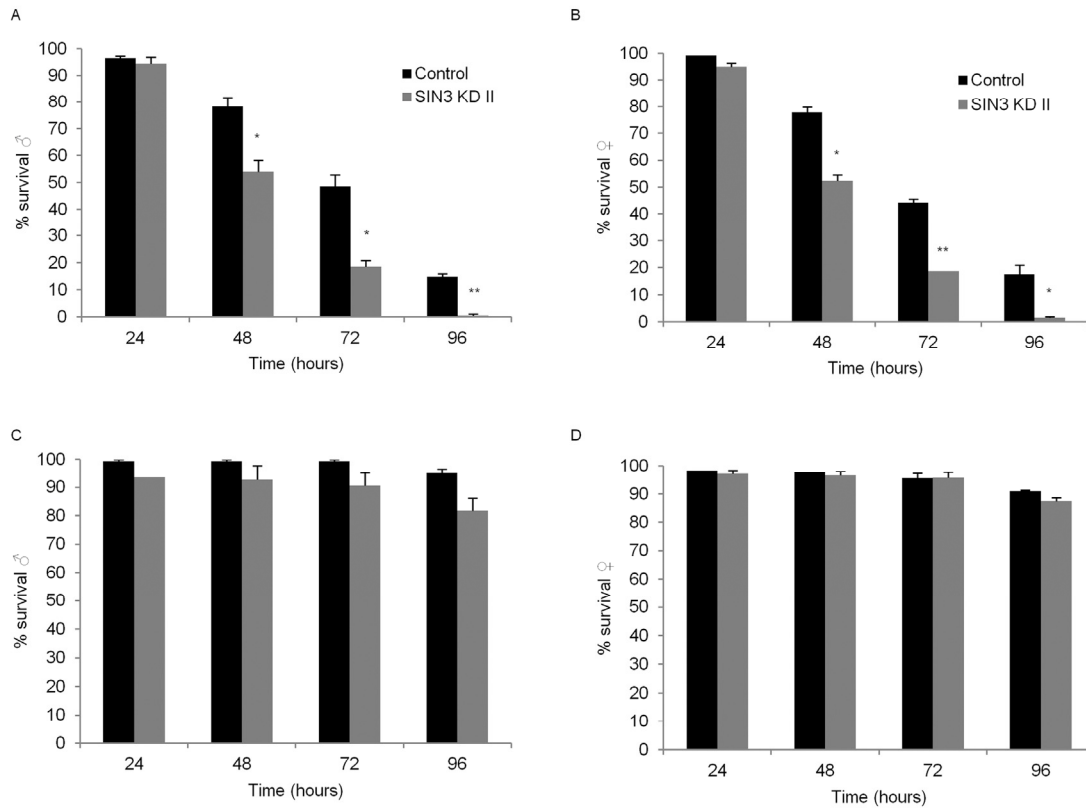 A
100
90
80
70
60
50
40
30
20
10
0
% survival ♂
Control
SIN3 KD II
*
*
**
24 48 72 96
Time (hours)
B
100
90
80
70
60
50
40
30
20
10
0
% survival ♀
Control
SIN3 KD II
*
**
*
24 48 72 96
Time (hours)
C
100
90
80
70
60
50
40
30
20
10
0
% survival ♂
24 48 72 96
Time (hours)
D
100
90
80
70
60
50
40
30
20
10
0
% survival ♀
24 48 72 96
Time (hours)